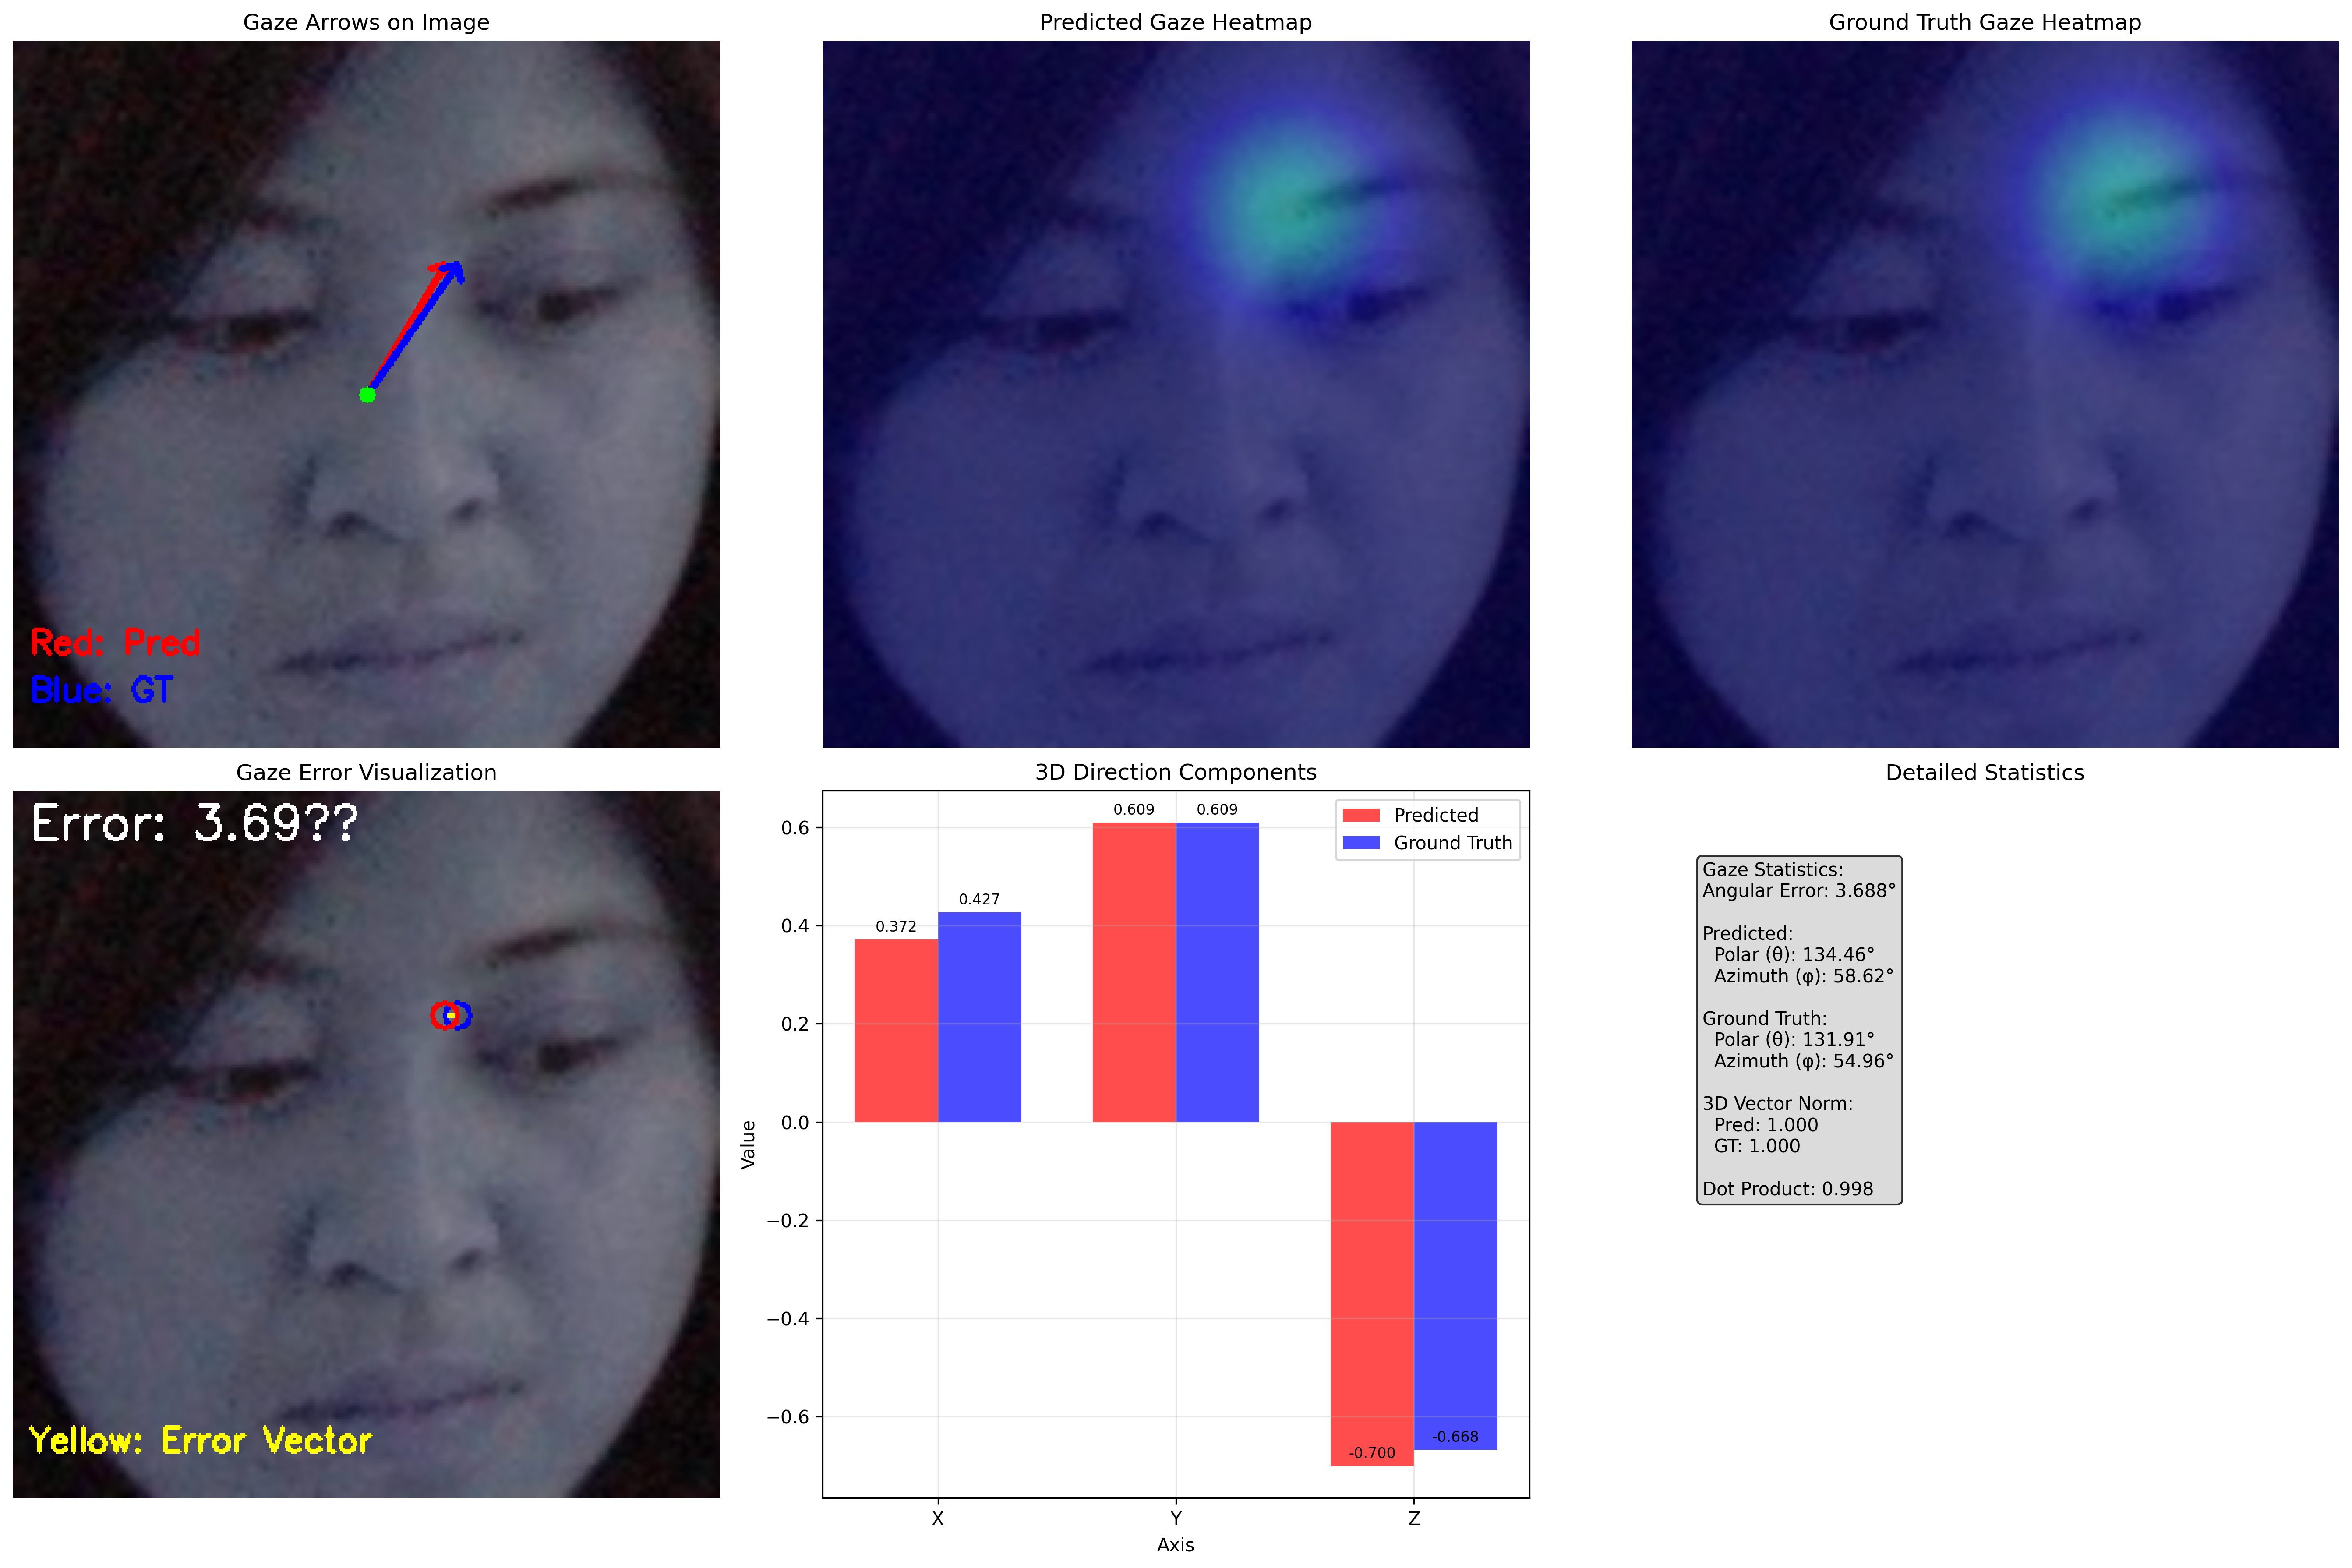 Gaze Arrows on Image
Red: Pred
Blue: GT
Predicted Gaze Heatmap
Ground Truth Gaze Heatmap
Gaze Error Visualization
Error: 3.69??
Yellow: Error Vector
3D Direction Components
Predicted
Ground Truth
0.609
0.609
0.427
0.372
-0.668
-0.700
0.6
0.4
0.2
0.0
−0.2
−0.4
−0.6
Value
X
Y
Z
Axis
Detailed Statistics
Gaze Statistics:
Angular Error: 3.688°
Predicted:
Polar (θ): 134.46°
Azimuth (φ): 58.62°
Ground Truth:
Polar (θ): 131.91°
Azimuth (φ): 54.96°
3D Vector Norm:
Pred: 1.000
GT: 1.000
Dot Product: 0.998